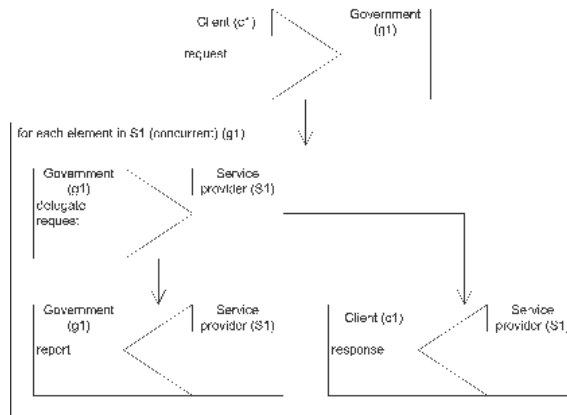 Client (c1)
Government
(g1)
request
for each element in S1 (concurrent) (g1)
Government
(g1)
Service
provider (S1)
delegate
request
Government
(g1)
Service
provider (S1)
report
Client (c1)
Service
provider (S1)
response